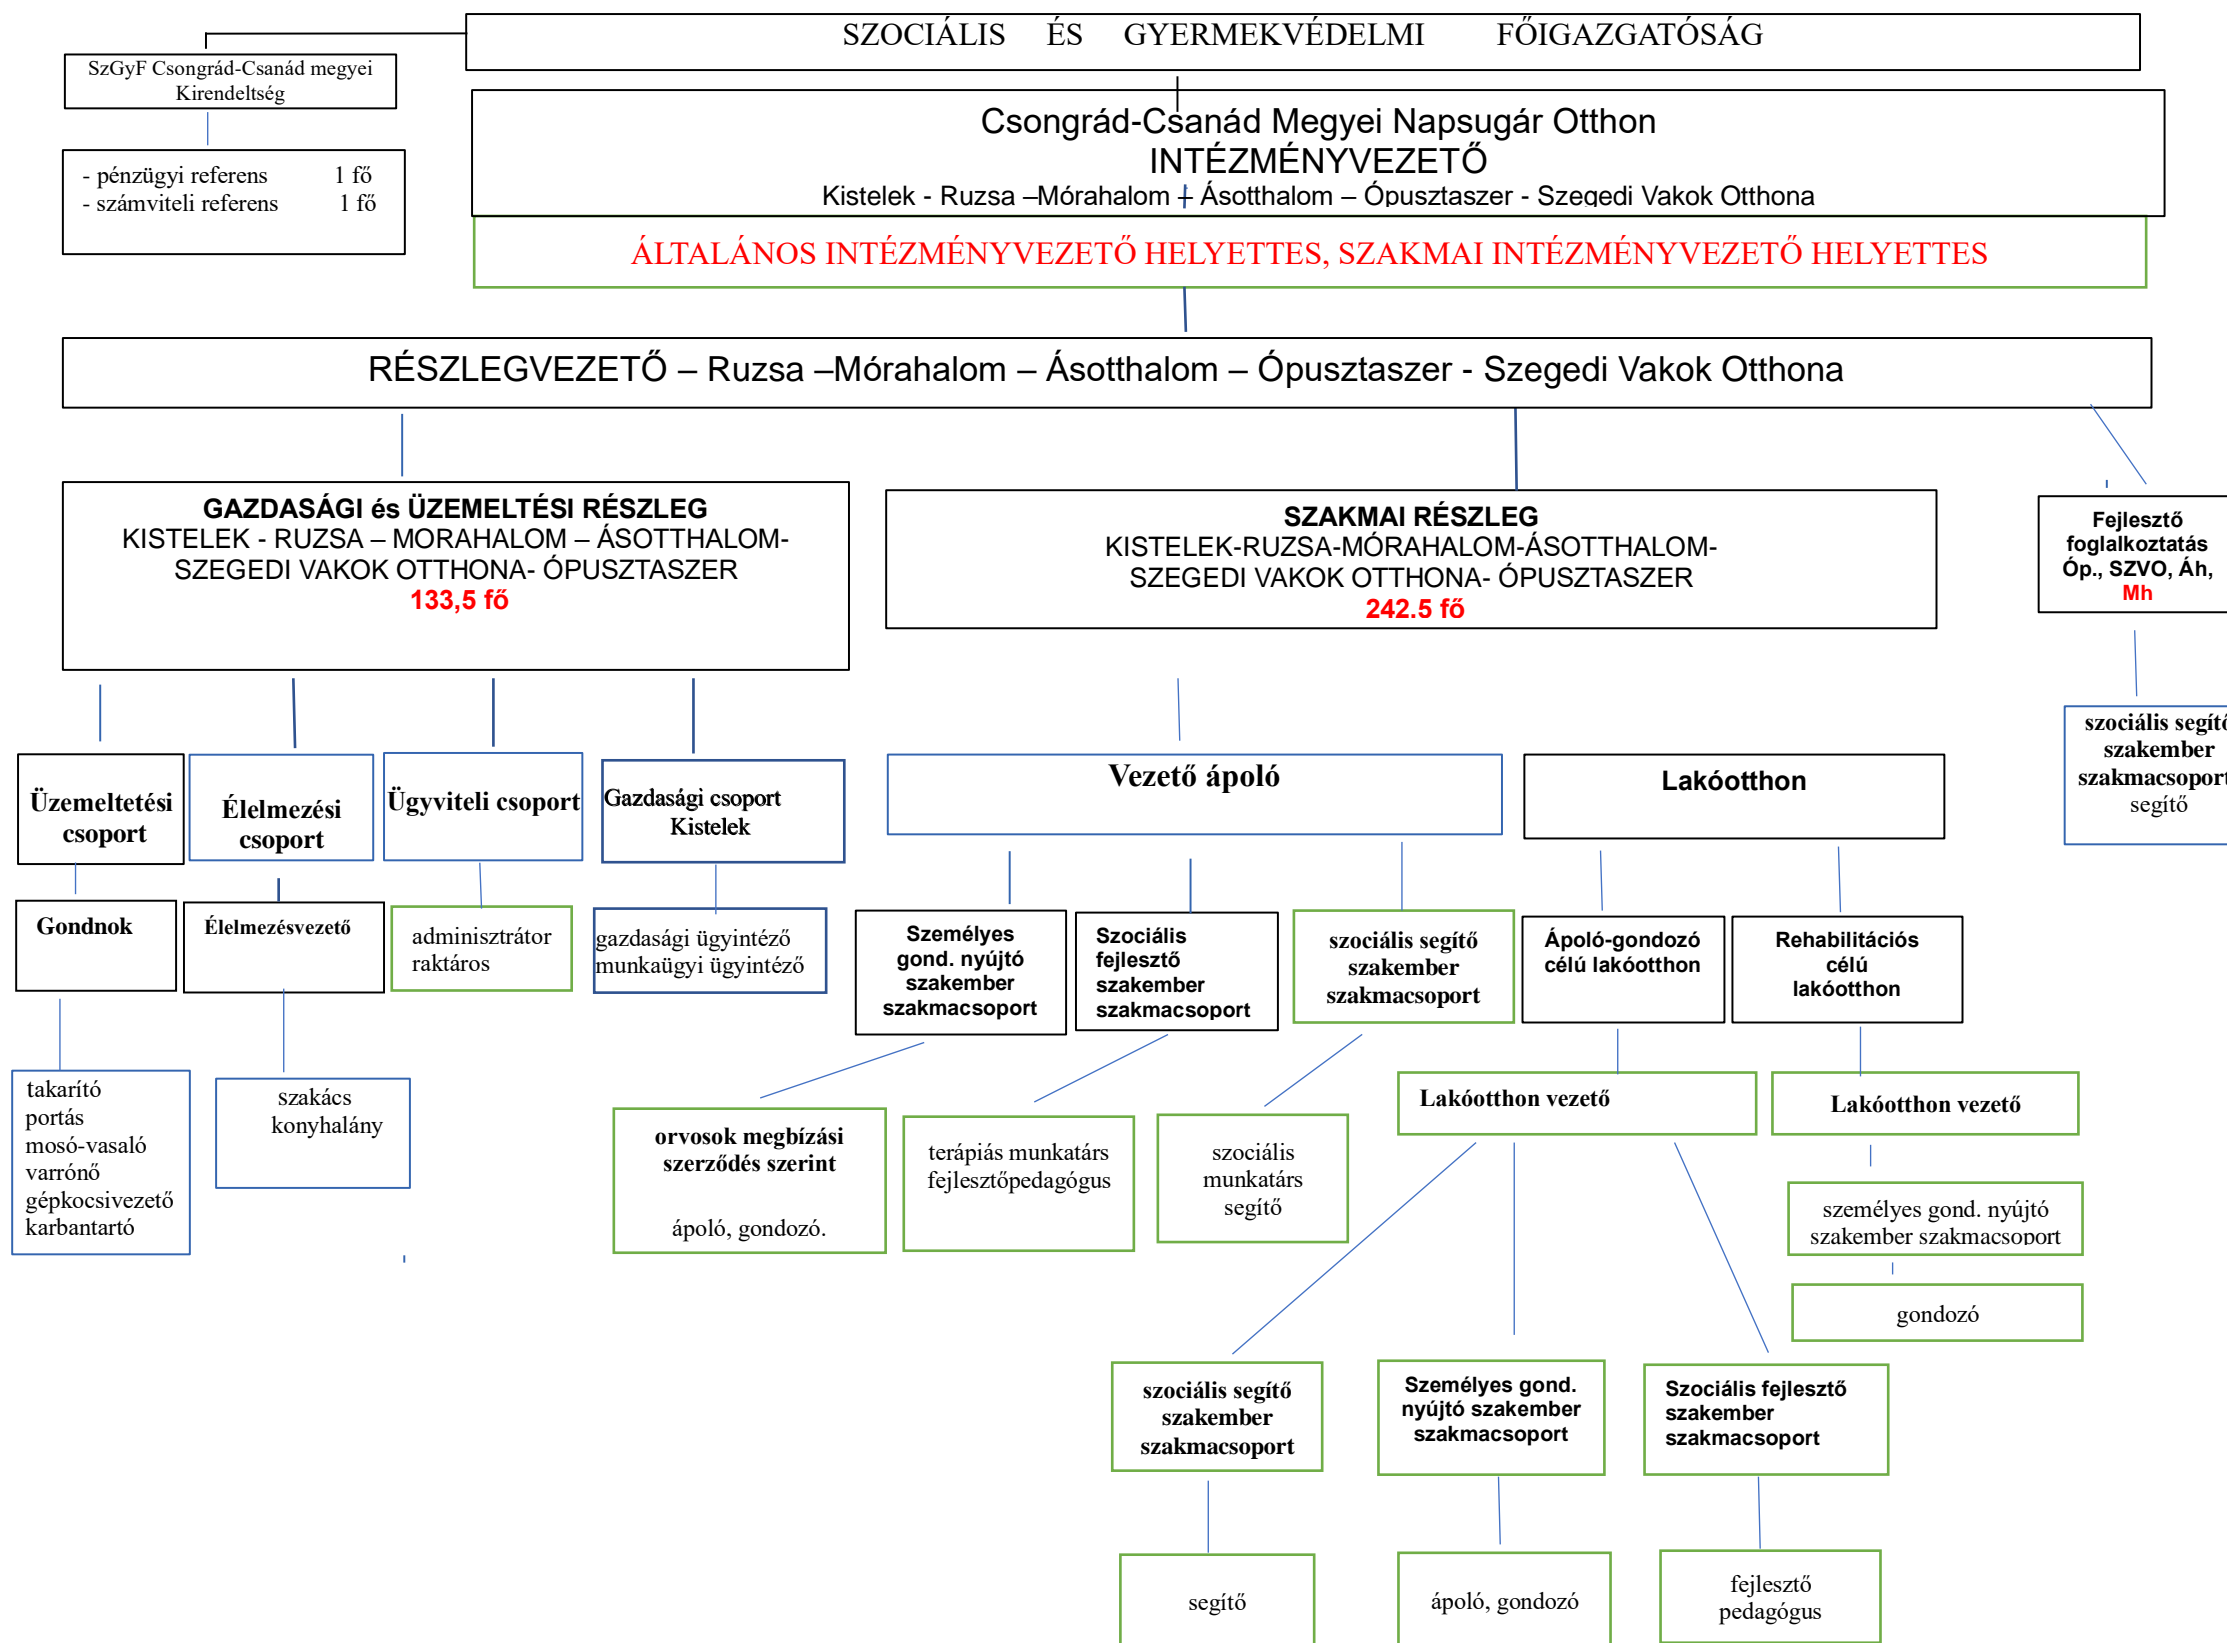 SZOCIÁLIS ÉS GYERMEKVÉDELMI FŐIGAZGATÓSÁG
SzGyF Csongrád-Csanád megyei
Kirendeltség
- pénzügyi referens 1 fő
- számviteli referens 1 fő
Csongrád-Csanád Megyei Napsugár Otthon
INTÉZMÉNYVEZETŐ
Kistelek - Ruzsa –Mórahalom – Ásotthalom – Ópusztaszer - Szegedi Vakok Otthona
ÁLTALÁNOS INTÉZMÉNYVEZETŐ HELYETTES, SZAKMAI INTÉZMÉNYVEZETŐ HELYETTES
RÉSZLEGVEZETŐ – Ruzsa –Mórahalom – Ásotthalom – Ópusztaszer - Szegedi Vakok Otthona
GAZDASÁGI és ÜZEMELTÉSI RÉSZLEG
KISTELEK - RUZSA – MORAHALOM – ÁSOTTHALOM-
SZEGEDI VAKOK OTTHONA- ÓPUSZTASZER
133,5 fő
SZAKMAI RÉSZLEG
KISTELEK-RUZSA-MÓRAHALOM-ÁSOTTHALOM-
SZEGEDI VAKOK OTTHONA- ÓPUSZTASZER
242.5 fő
Fejlesztő
foglalkoztatás
Óp., SZVO, Áh,
Mh
szociális segítő
szakember
szakmacsoport
segítő
Üzemeltetési
csoport
Élelmezési
csoport
Ügyviteli csoport
Gazdasági csoport
Kistelek
Vezető ápoló
Lakóotthon
Gondnok
Élelmezésvezető
adminisztrátor
raktáros
gazdasági ügyintéző
munkaügyi ügyintéző
Személyes
gond. nyújtó
szakember
szakmacsoport
Szociális
fejlesztő
szakember
szakmacsoport
szociális segítő
szakember
szakmacsoport
Ápoló-gondozó
célú lakóotthon
Rehabilitációs
célú
lakóotthon
takarító
portás
mosó-vasaló
varrónő
gépkocsivezető
karbantartó
szakács
konyhalány
orvosok megbízási
szerződés szerint
ápoló, gondozó.
terápiás munkatárs
fejlesztőpedagógus
szociális
munkatárs
segítő
Lakóotthon vezető
Lakóotthon vezető
személyes gond. nyújtó
szakember szakmacsoport
gondozó
szociális segítő
szakember
szakmacsoport
Személyes gond.
nyújtó szakember
szakmacsoport
Szociális fejlesztő
szakember
szakmacsoport
segítő
ápoló, gondozó
fejlesztő
pedagógus